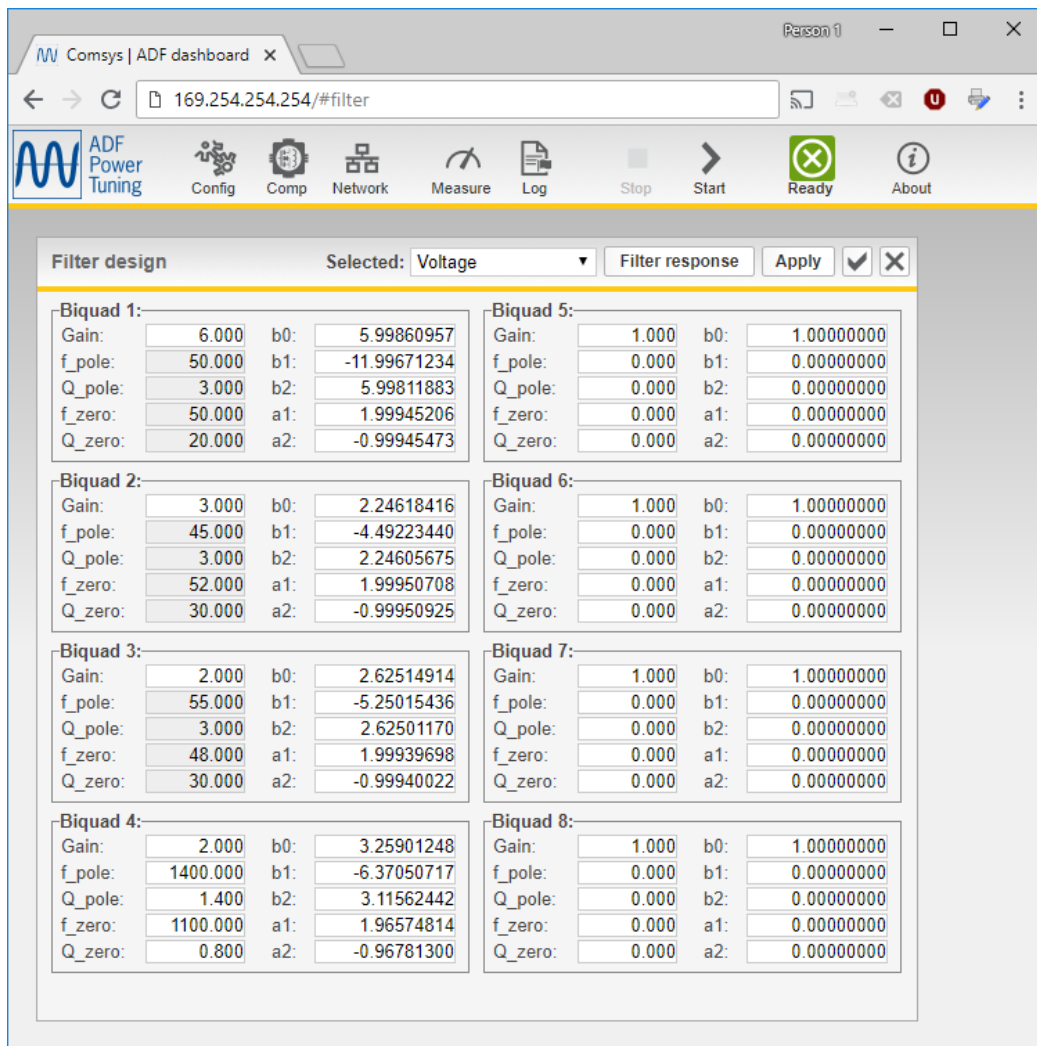 Person 1
Comsys | ADF dashboard
169.254.254.254/#filter
ADF
Power
Tuning
Config Comp Network Measure Log Stop Start Ready About
Filter design Selected: Voltage Filter response Apply
Biquad 1: Biquad 5:
Gain: 6.000 b0: 5.99860957 Gain: 1.000 b0: 1.00000000
f_pole: 50.000 b1: -11.99671234 f_pole: 0.000 b1: 0.00000000
Q_pole: 3.000 b2: 5.99811883 Q_pole: 0.000 b2: 0.00000000
f_zero: 50.000 a1: 1.99945206 f_zero: 0.000 a1: 0.00000000
Q_zero: 20.000 a2: -0.99945473 Q_zero: 0.000 a2: 0.00000000
Biquad 2: Biquad 6:
Gain: 3.000 b0: 2.24618416 Gain: 1.000 b0: 1.00000000
f_pole: 45.000 b1: -4.49223440 f_pole: 0.000 b1: 0.00000000
Q_pole: 3.000 b2: 2.24605675 Q_pole: 0.000 b2: 0.00000000
f_zero: 52.000 a1: 1.99950708 f_zero: 0.000 a1: 0.00000000
Q_zero: 30.000 a2: -0.99950925 Q_zero: 0.000 a2: 0.00000000
Biquad 3: Biquad 7:
Gain: 2.000 b0: 2.62514914 Gain: 1.000 b0: 1.00000000
f_pole: 55.000 b1: -5.25015436 f_pole: 0.000 b1: 0.00000000
Q_pole: 3.000 b2: 2.62501170 Q_pole: 0.000 b2: 0.00000000
f_zero: 48.000 a1: 1.99939698 f_zero: 0.000 a1: 0.00000000
Q_zero: 30.000 a2: -0.99940022 Q_zero: 0.000 a2: 0.00000000
Biquad 4: Biquad 8:
Gain: 2.000 b0: 3.25901248 Gain: 1.000 b0: 1.00000000
f_pole: 1400.000 b1: -6.37050717 f_pole: 0.000 b1: 0.00000000
Q_pole: 1.400 b2: 3.11562442 Q_pole: 0.000 b2: 0.00000000
f_zero: 1100.000 a1: 1.96574814 f_zero: 0.000 a1: 0.00000000
Q_zero: 0.800 a2: -0.96781300 Q_zero: 0.000 a2: 0.00000000